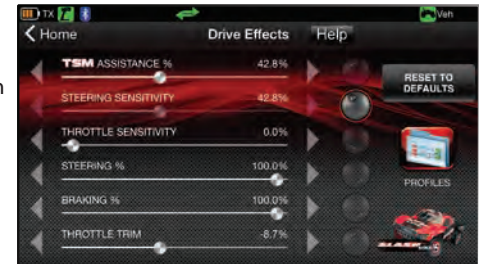 TX Veh
Home Drive Effects Help
TSM ASSISTANCE % 42.8%
STEERING SENSITIVITY 42.8%
THROTTLE SENSITIVITY 0.0%
STEERING % 100.0%
BRAKING % 100.0%
THROTTLE TRIM -8.7%
RESET TO
DEFAULTS
PROFILES
SLASH
n